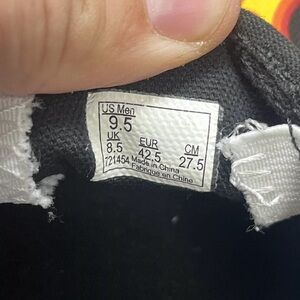 US Men
9.5
UK EUR CM
8.5 42.5 27.5
721454 Made in China
Fabriqué en Chine